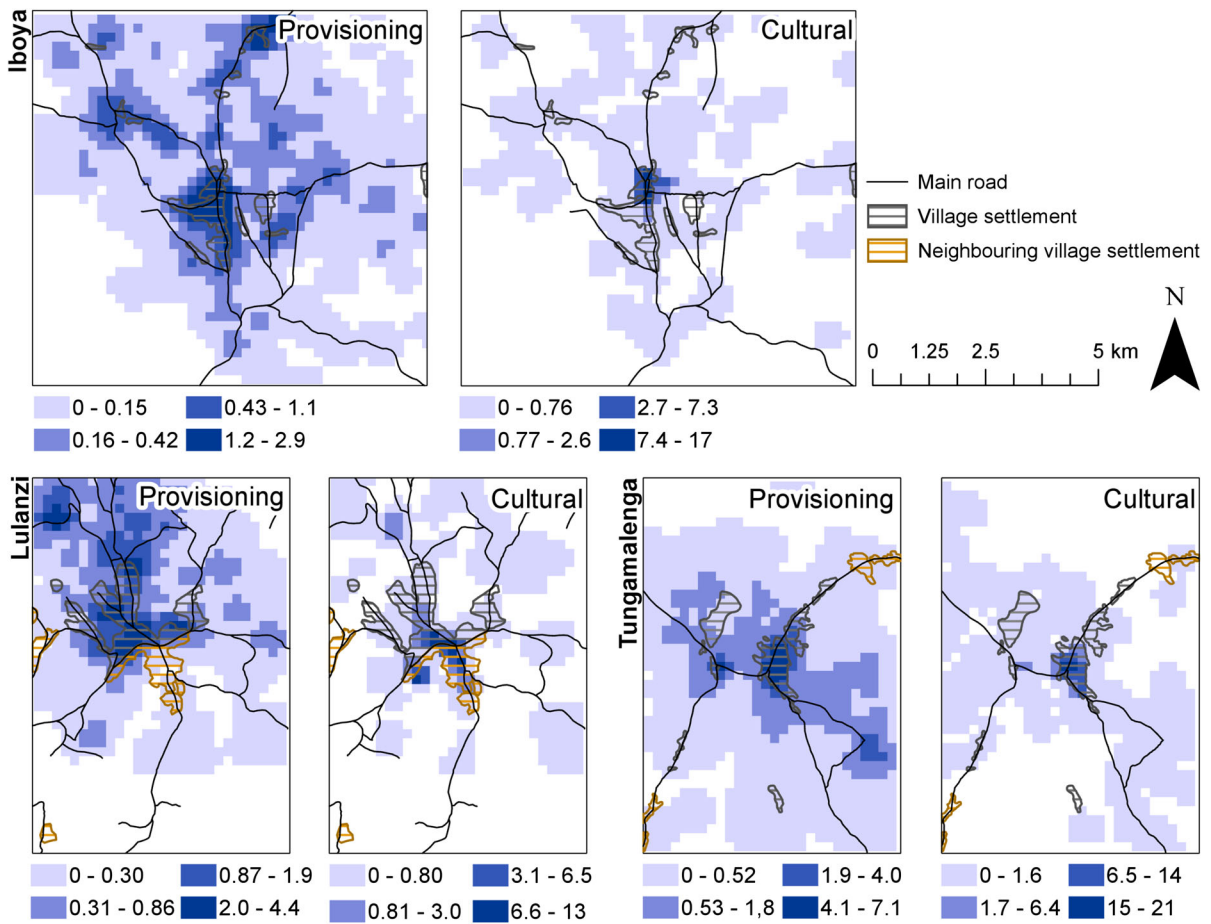 Iboya
Provisioning
Cultural
Main road
Village settlement
Neighbouring village settlement
N
0 1.25 2.5 5 km
0 - 0.15 0.43 - 1.1
0.16 - 0.42 1.2 - 2.9
0 - 0.76 2.7 - 7.3
0.77 - 2.6 7.4 - 17
Lulanzi
Provisioning
Cultural
Tungamalenga
Provisioning
Cultural
0 - 0.30 0.87 - 1.9
0.31 - 0.86 2.0 - 4.4
0 - 0.80 3.1 - 6.5
0.81 - 3.0 6.6 - 13
0 - 0.52 1.9 - 4.0
0.53 - 1,8 4.1 - 7.1
0 - 1.6 6.5 - 14
1.7 - 6.4 15 - 21